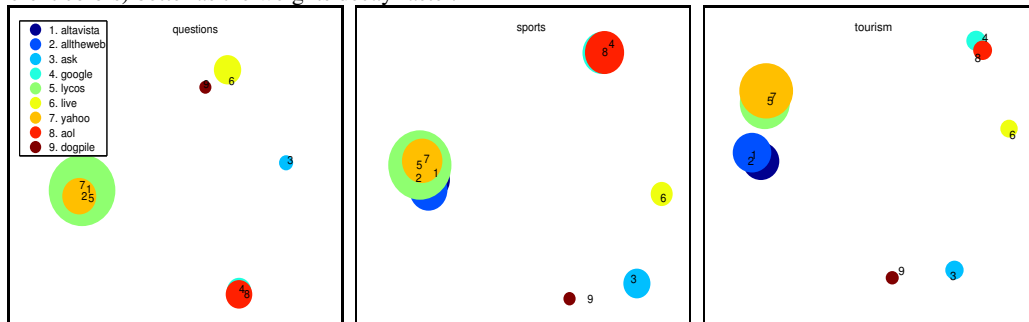 questions
1. altavista
2. alltheweb
3. ask
4. google
5. lycos
6. live
7. yahoo
8. aol
9. dogpile
9
6
3
7 1
2 5
4 8
sports
4
8
7
5
1
2
6
3
9
tourism
4
8
7
5
6
1
2
9
3